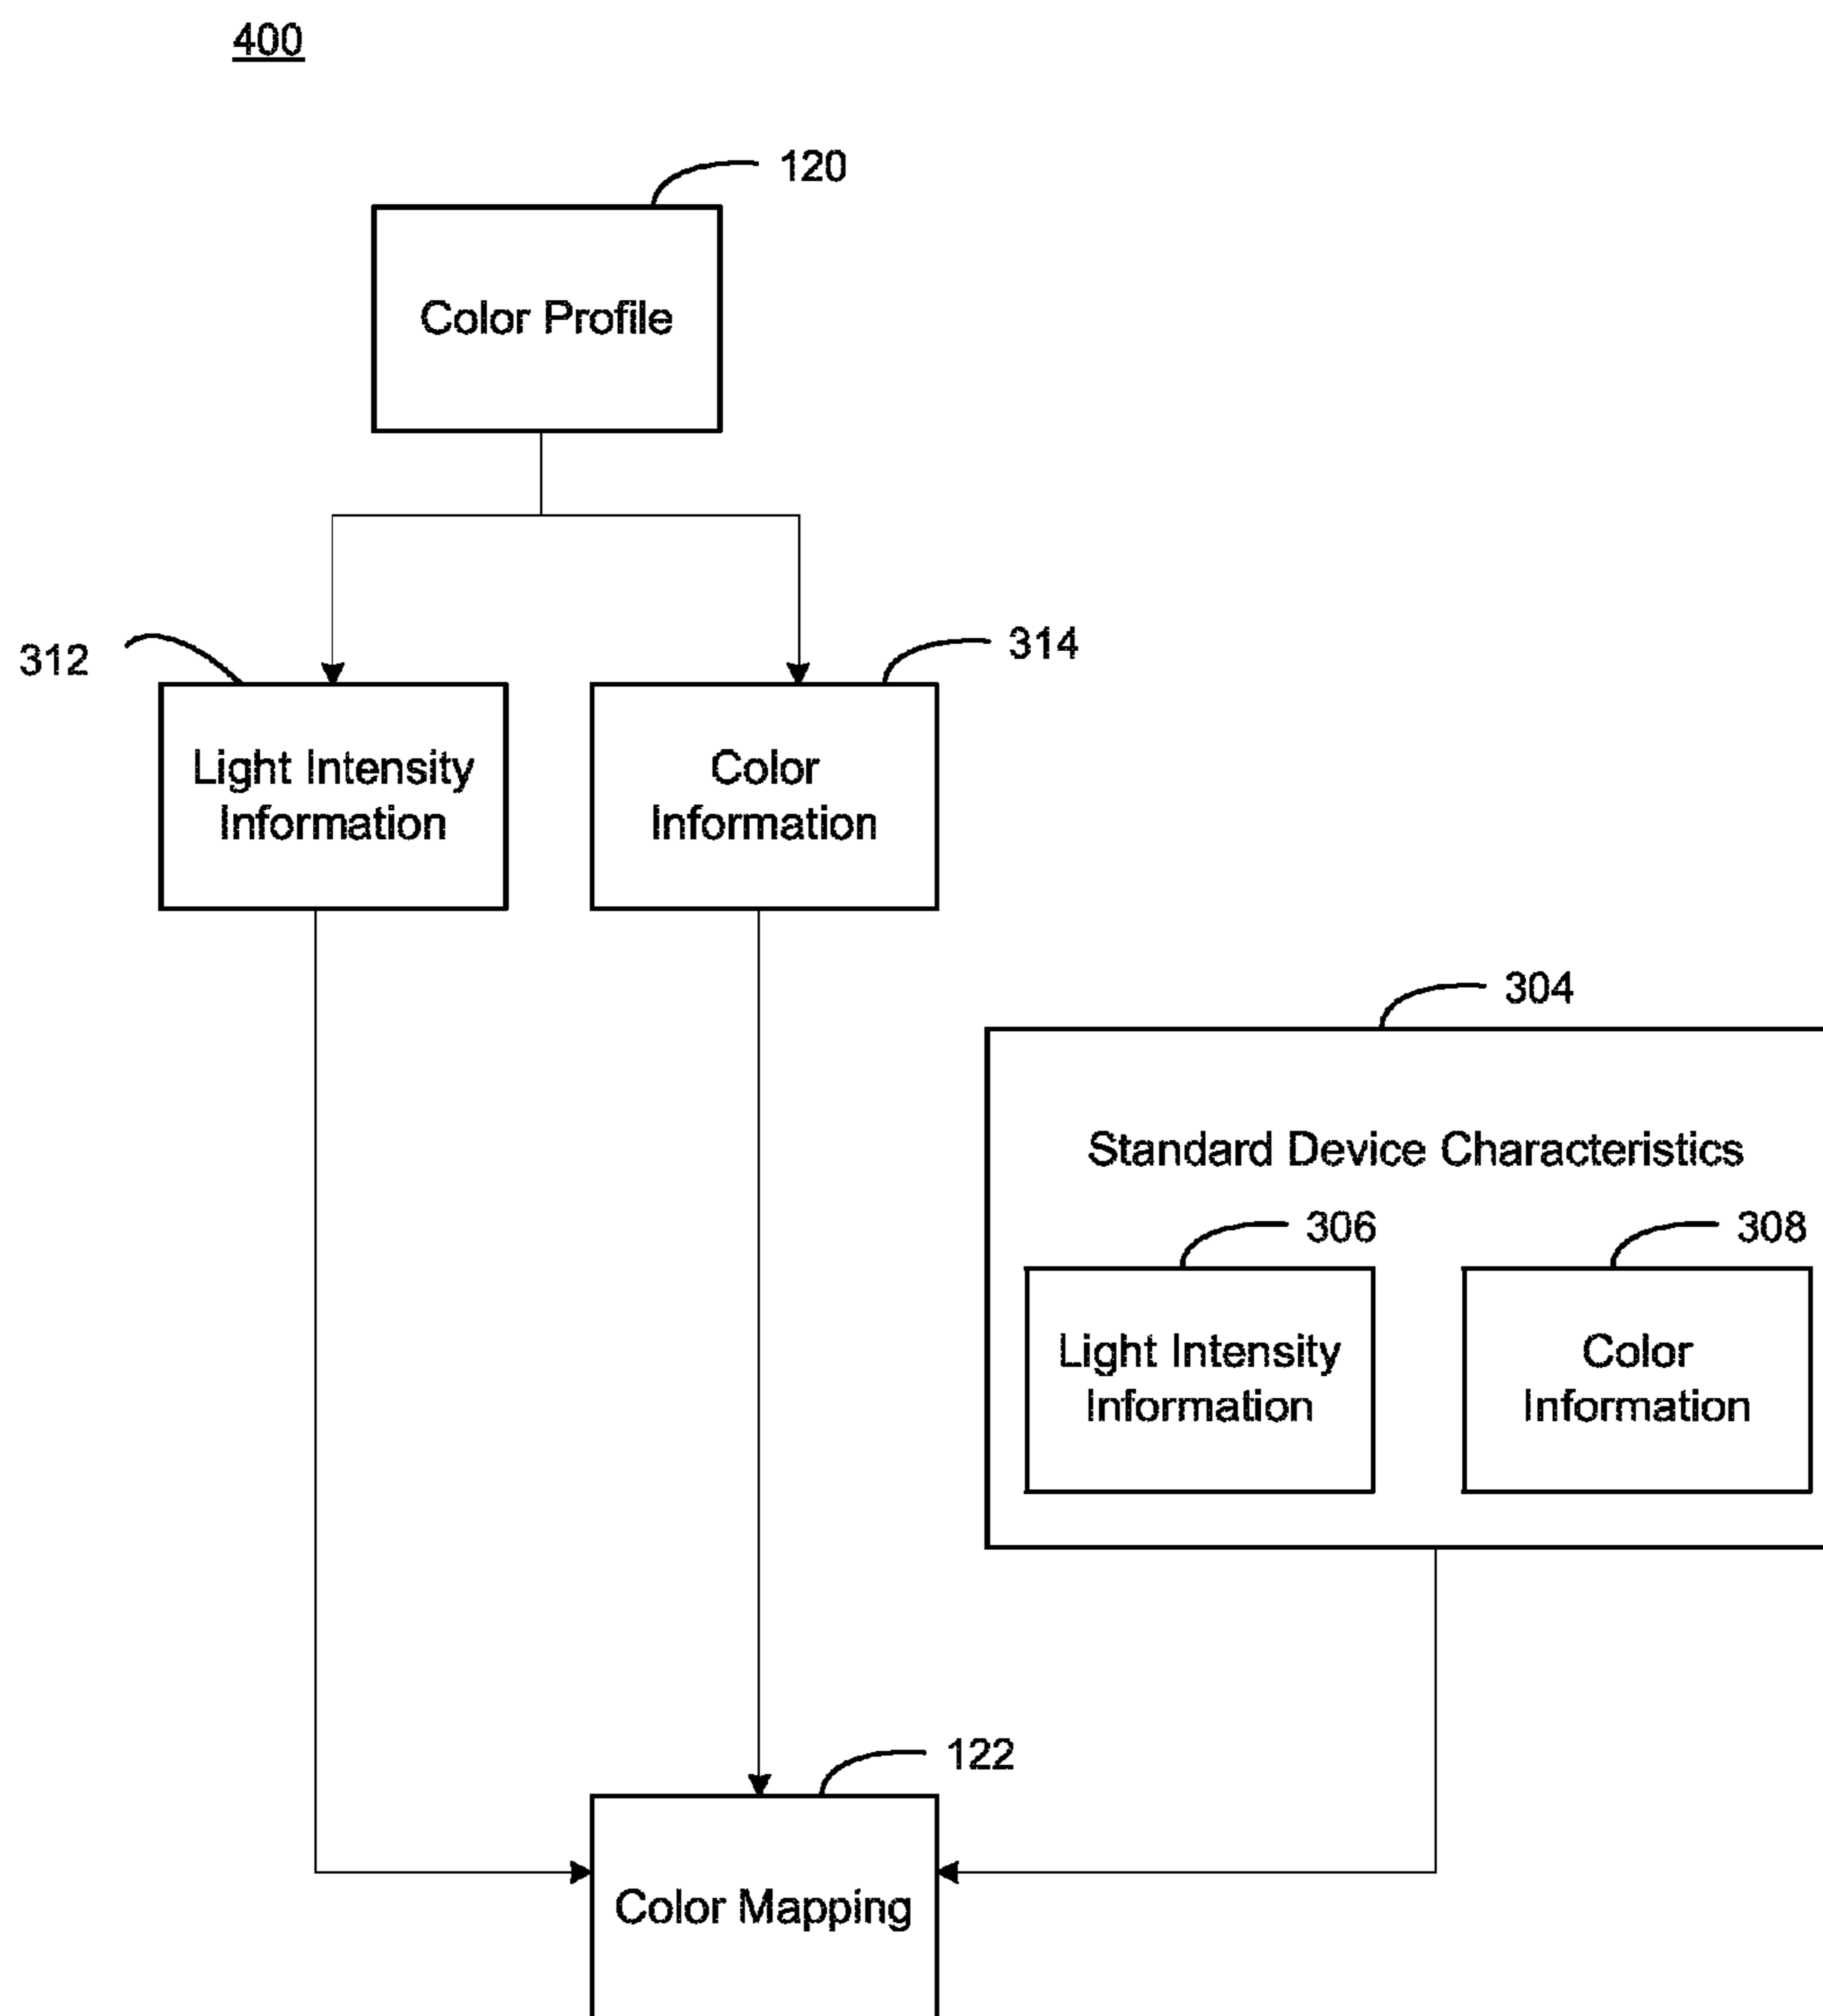 400
120
Color Profile
312
314
Light Intensity
Information
Color
Information
304
Standard Device Characteristics
306
308
Light Intensity
Information
Color
Information
122
Color Mapping